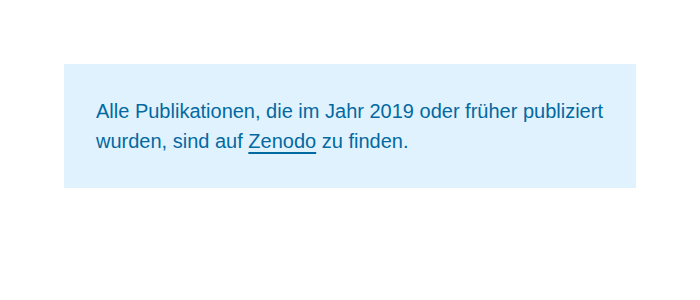 Alle Publikationen, die im Jahr 2019 oder früher publiziert
wurden, sind auf Zenodo zu finden.